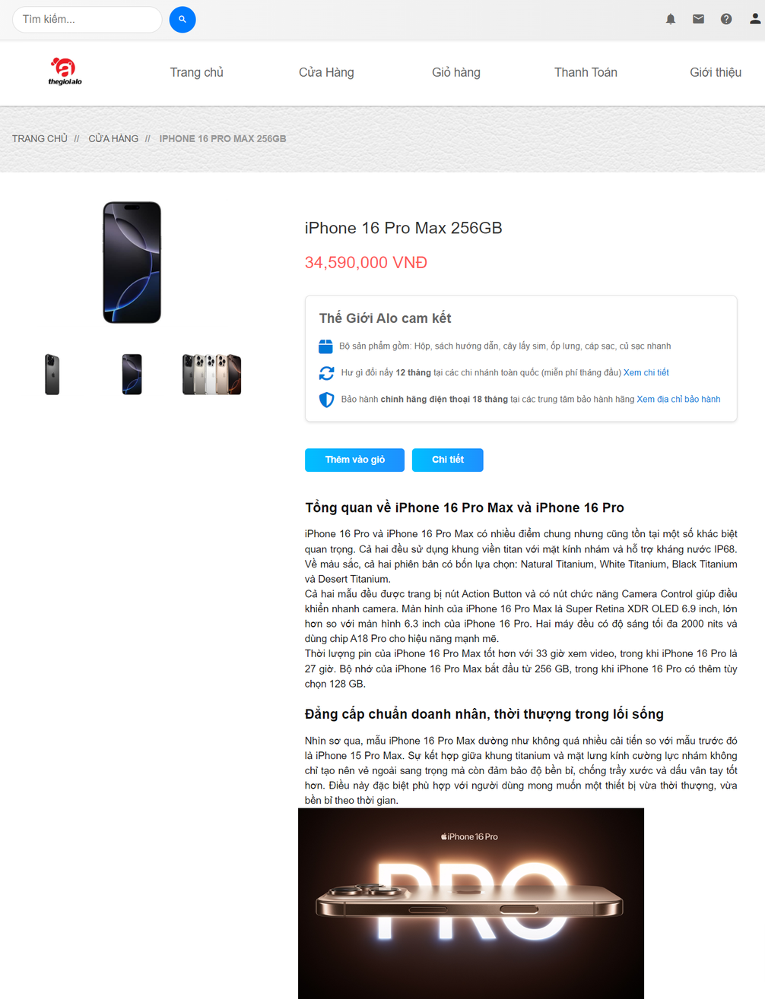 Tìm kiếm...
thegioialo
Trang chủ
Cửa Hàng
Giỏ hàng
Thanh Toán
Giới thiệu
TRANG CHỦ // CỬA HÀNG // IPHONE 16 PRO MAX 256GB
iPhone 16 Pro Max 256GB
34,590,000 VNĐ
Thế Giới Alo cam kết
Bộ sản phẩm gồm: Hộp, sách hướng dẫn, cây lấy sim, ốp lưng, cáp sạc, củ sạc nhanh
Hư gì đổi nấy 12 tháng tại các chi nhánh toàn quốc (miễn phí tháng đầu) Xem chi tiết
Bảo hành chính hãng điện thoại 18 tháng tại các trung tâm bảo hành hãng Xem địa chỉ bảo hành
Thêm vào giỏ
Chi tiết
Tổng quan về iPhone 16 Pro Max và iPhone 16 Pro
iPhone 16 Pro và iPhone 16 Pro Max có nhiều điểm chung nhưng cũng tồn tại một số khác biệt
quan trọng. Cả hai đều sử dụng khung viền titan với mặt kính nhám và hỗ trợ kháng nước IP68.
Về màu sắc, cả hai phiên bản có bốn lựa chọn: Natural Titanium, White Titanium, Black Titanium
và Desert Titanium.
Cả hai mẫu đều được trang bị nút Action Button và có nút chức năng Camera Control giúp điều
khiển nhanh camera. Màn hình của iPhone 16 Pro Max là Super Retina XDR OLED 6.9 inch, lớn
hơn so với màn hình 6.3 inch của iPhone 16 Pro. Hai máy đều có độ sáng tối đa 2000 nits và
dùng chip A18 Pro cho hiệu năng mạnh mẽ.
Thời lượng pin của iPhone 16 Pro Max tốt hơn với 33 giờ xem video, trong khi iPhone 16 Pro là
27 giờ. Bộ nhớ của iPhone 16 Pro Max bắt đầu từ 256 GB, trong khi iPhone 16 Pro có thêm tùy
chọn 128 GB.
Đẳng cấp chuẩn doanh nhân, thời thượng trong lối sống
Nhìn sơ qua, mẫu iPhone 16 Pro Max dường như không quá nhiều cải tiến so với mẫu trước đó
là iPhone 15 Pro Max. Sự kết hợp giữa khung titanium và mặt lưng kính cường lực nhám không
chỉ tạo nên vẻ ngoài sang trọng mà còn đảm bảo độ bền bỉ, chống trầy xước và dấu vân tay tốt
hơn. Điều này đặc biệt phù hợp với người dùng mong muốn một thiết bị vừa thời thượng, vừa
bền bỉ theo thời gian.
iPhone 16 Pro
PRO